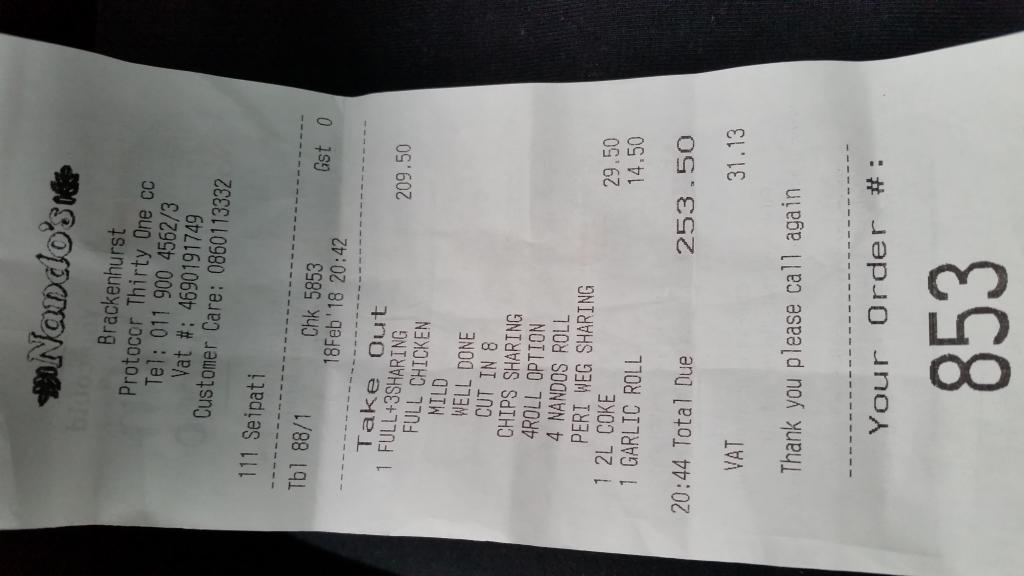 Nando's
Brackenhurst
Protoccor Thirty One cc
Tel: 011 900 4562/3
Vat #: 4690191749
Customer Care: 0860113332
111 Seipati
Tbl 88/1 Chk 5853 Gst 0
18Feb'18 20:42
Take Out
1 FULL+3SHARING 209.50
FULL CHICKEN
MILD
WELL DONE
CUT IN 8
CHIPS SHARING
4ROLL OPTION
4 NANDOS ROLL
PERI WEG SHARING
1 2L COKE 29.50
1 GARLIC ROLL 14.50
20:44 Total Due 253.50
VAT 31.13
Thank you please call again
Your Order #:
853